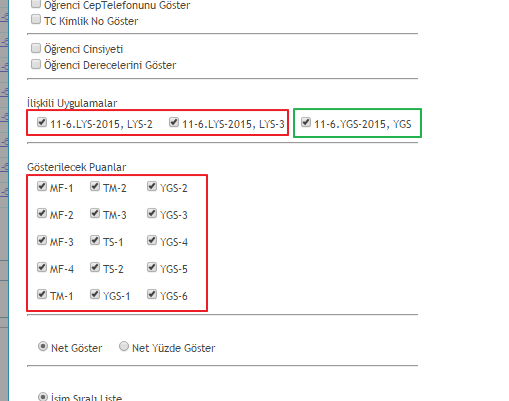 Öğrenci CepTelefonunu Göster
TC Kimlik No Göster
Öğrenci Cinsiyeti
Öğrenci Derecelerini Göster
İlişkili Uygulamalar
11-6.LYS-2015, LYS-2 11-6.LYS-2015, LYS-3 11-6.YGS-2015, YGS
Gösterilecek Puanlar
MF-1 TM-2 YGS-2
MF-2 TM-3 YGS-3
MF-3 TS-1 YGS-4
MF-4 TS-2 YGS-5
TM-1 YGS-1 YGS-6
Net Göster Net Yüzde Göster
İsim Sıralı Liste